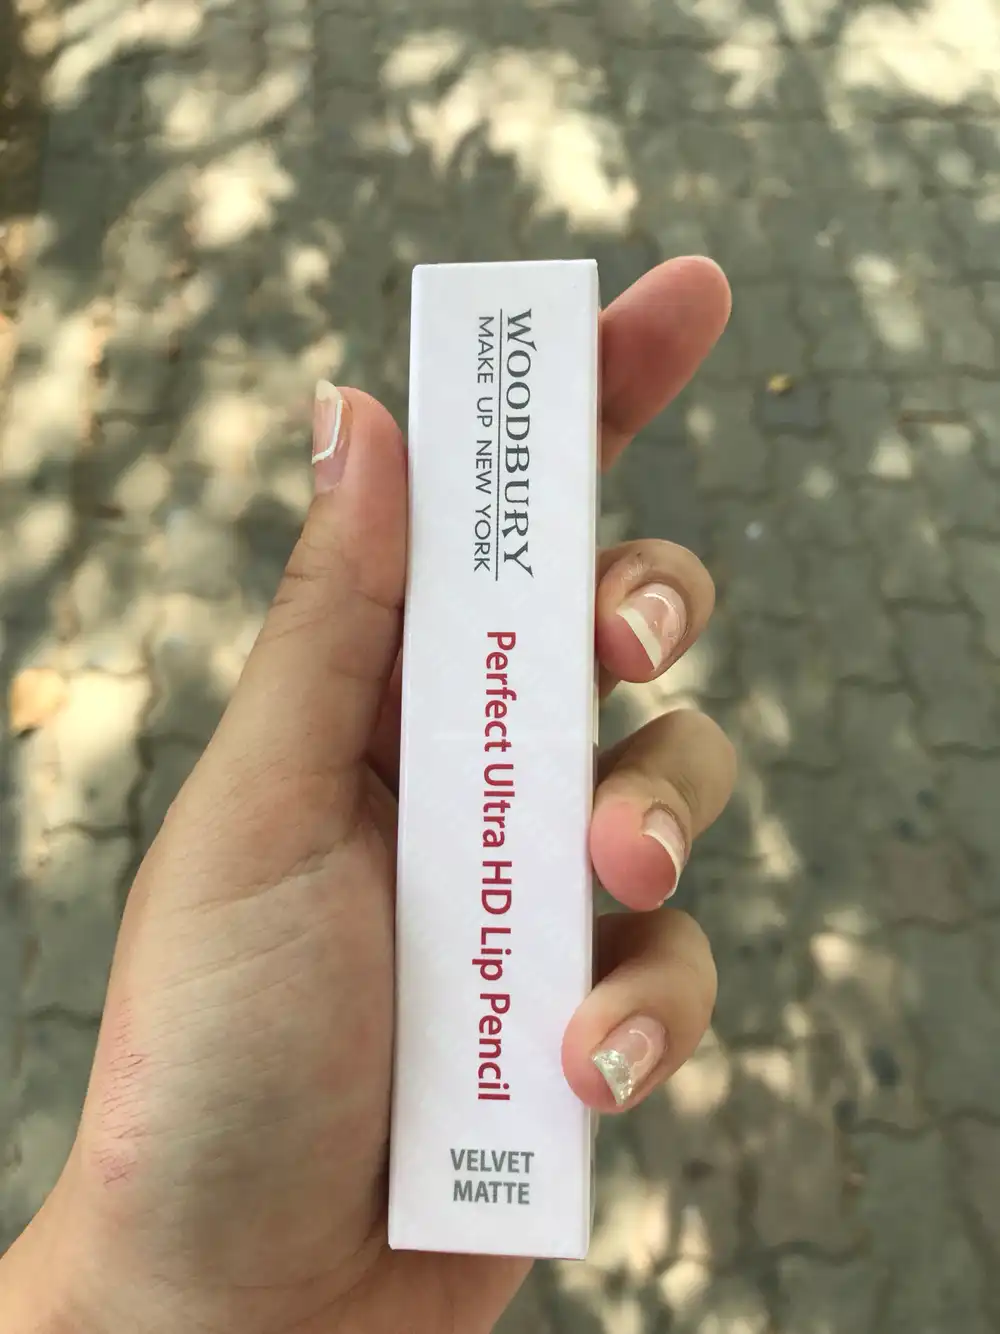 WOODBURY
MAKE UP NEW YORK
Perfect Ultra HD Lip Pencil
VELVET
MATTE